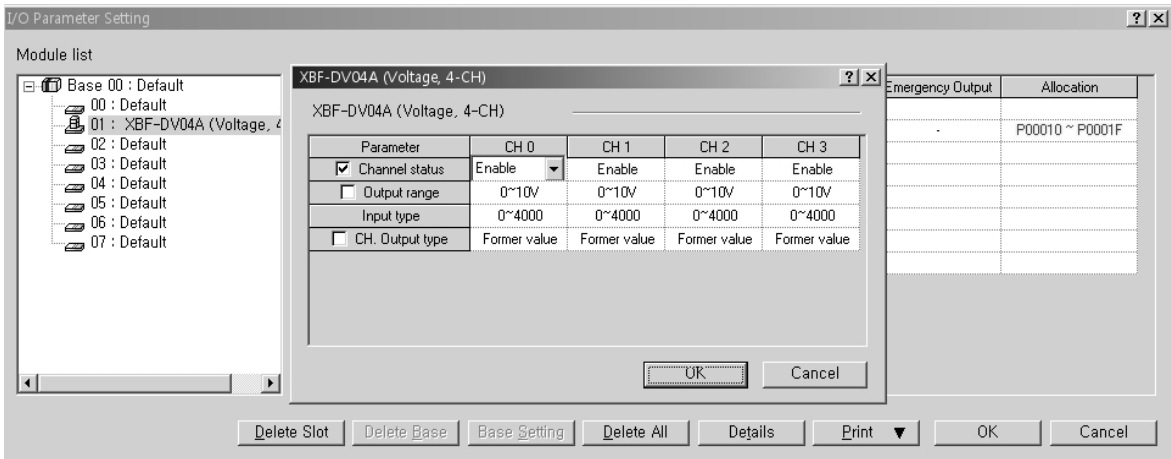 I/O Parameter Setting
Module list
Base 00 : Default
00 : Default
01 : XBF-DV04A (Voltage, 4
02 : Default
03 : Default
04 : Default
05 : Default
06 : Default
07 : Default
XBF-DV04A (Voltage, 4-CH)
XBF-DV04A (Voltage, 4-CH)
Parameter CH 0 CH 1 CH 2 CH 3
Channel status Enable Enable Enable Enable
Output range 0~10V 0~10V 0~10V 0~10V
Input type 0~4000 0~4000 0~4000 0~4000
CH. Output type Former value Former value Former value Former value
OK Cancel
Emergency Output Allocation
- P00010 ~ P0001F
Delete Slot Delete Base Base Setting Delete All Details Print ▼ OK Cancel